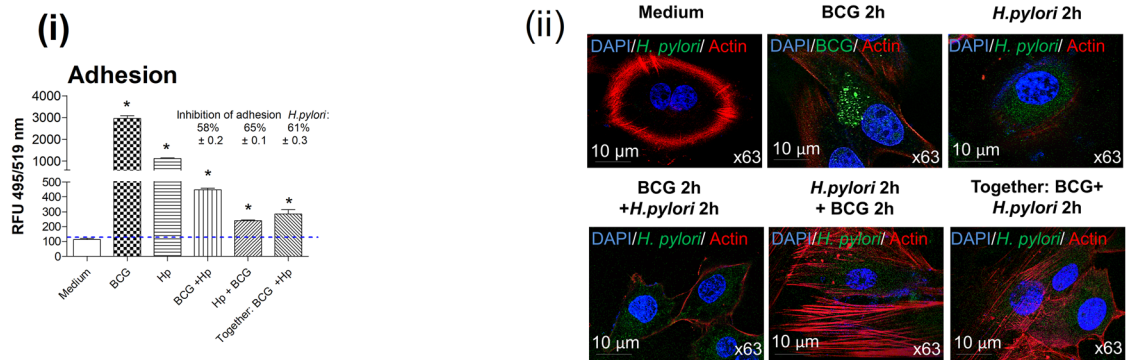 (i)
Adhesion
RFU 495/519 nm
4000
3000
2000
1000
500
400
300
200
100
0
Inhibition of adhesion H.pylori:
58% 65% 61%
± 0.2 ± 0.1 ± 0.3
* * * * * *
Medium
BCG
Hp
BCG +Hp
Hp + BCG
Together: BCG +Hp
(ii)
Medium
DAPI/H. pylori/ Actin
10 µm
x63
BCG 2h
DAPI/BCG/ Actin
10 µm
x63
H.pylori 2h
DAPI/H. pylori/ Actin
10 µm
x63
BCG 2h
+H.pylori 2h
DAPI/H. pylori/ Actin
10 µm
x63
H.pylori 2h
+ BCG 2h
DAPI/H. pylori/ Actin
10 µm
x63
Together: BCG+
H.pylori 2h
DAPI/H. pylori/ Actin
10 µm
x63